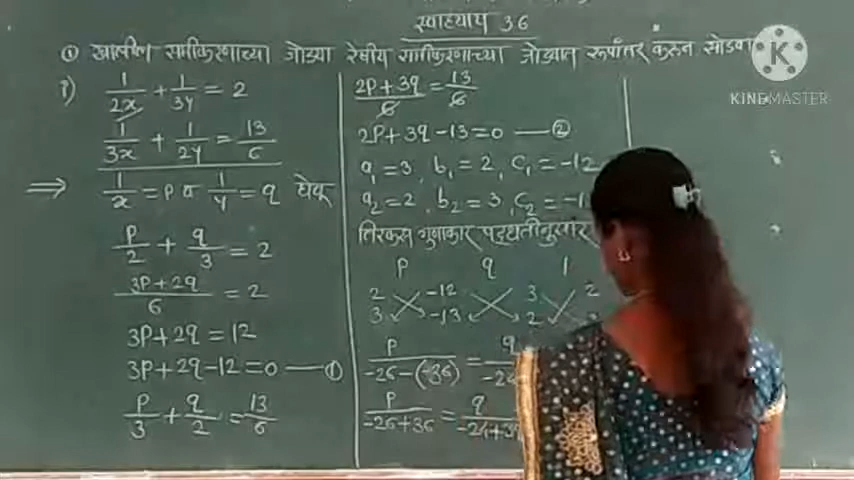 स्वाध्याय 36
① खालील समीकरणाच्या जोड्या रेषीय समीकरणाच्या जोड्यात रूपांतर करून सोडवा
1) 1/2x + 1/3y = 2
1/3x + 1/2y = 13/6
⇒ 1/x = P व 1/y = q घेवू
P/2 + q/3 = 2
3P+2q/6 = 2
3P+2q = 12
3P+2q-12=0 —— ①
P/3 + q/2 = 13/6
2P+3q/6 = 13/6
2P+3q-13=0 —— ②
a₁=3, b₁=2, c₁=-12
a₂=2, b₂=3, c₂=-1
तिरकस गुणाकार पद्धतीनुसार
P q 1
2 -12 3 2
3 -13 2
P/-26-(-36) = q/-24
P/-26+36 = q/-24+39
KINEMASTER